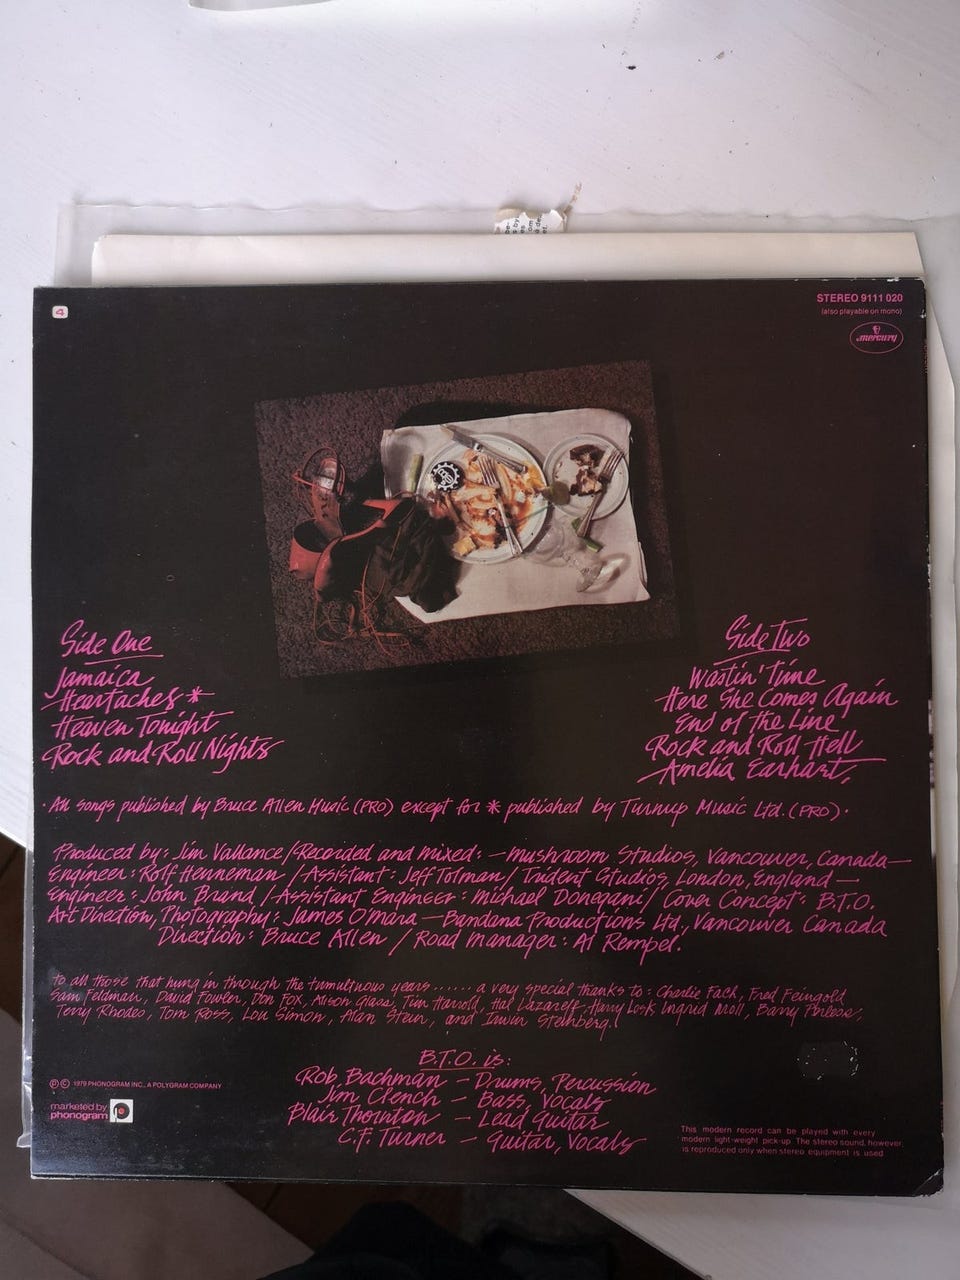 4
STEREO 9111 020
(also playable on mono)
mercury
Side One
Jamaica
Heartaches *
Heaven Tonight
Rock and Roll Nights
Side Two
Wastin' Time
Here She Comes Again
End of The Line
Rock and Roll Hell
Amelia Earhart
· All songs published by Bruce Allen Music (PRO) except for * published by Turnup Music Ltd. (PRO) ·
Produced by: Jim Vallance / Recorded and mixed: — Mushroom Studios, Vancouver, Canada —
Engineer: Rolf Henneman / Assistant: Jeff Tolman / Trident Studios, London, England —
Engineer: John Brand / Assistant Engineer: Michael Donegani / Cover Concept: B.T.O.
Art Direction, Photography: James O'Mara — Bandana Productions Ltd., Vancouver Canada
Direction: Bruce Allen / Road Manager: Al Rempel.
to all those that hung in through the tumultuous years...... a very special thanks to: Charlie Fach, Fred Feingold
Sam Feldman, David Fowler, Don Fox, Alison Glass, Tim Harrold, Hal Lazareff, Harry Losk, Ingrid Moll, Barry Perless,
Terry Rhodes, Tom Ross, Lou Simon, Alan Stein, and Irwin Steinberg.
B.T.O. is:
Rob Bachman — Drums, Percussion
Jim Clench — Bass, Vocals
Blair Thornton — Lead Guitar
C.F. Turner — Guitar, Vocals
℗ © 1979 PHONOGRAM INC., A POLYGRAM COMPANY
marketed by
phonogram
This modern record can be played with every
modern light-weight pick-up. The stereo sound, however,
is reproduced only when stereo equipment is used